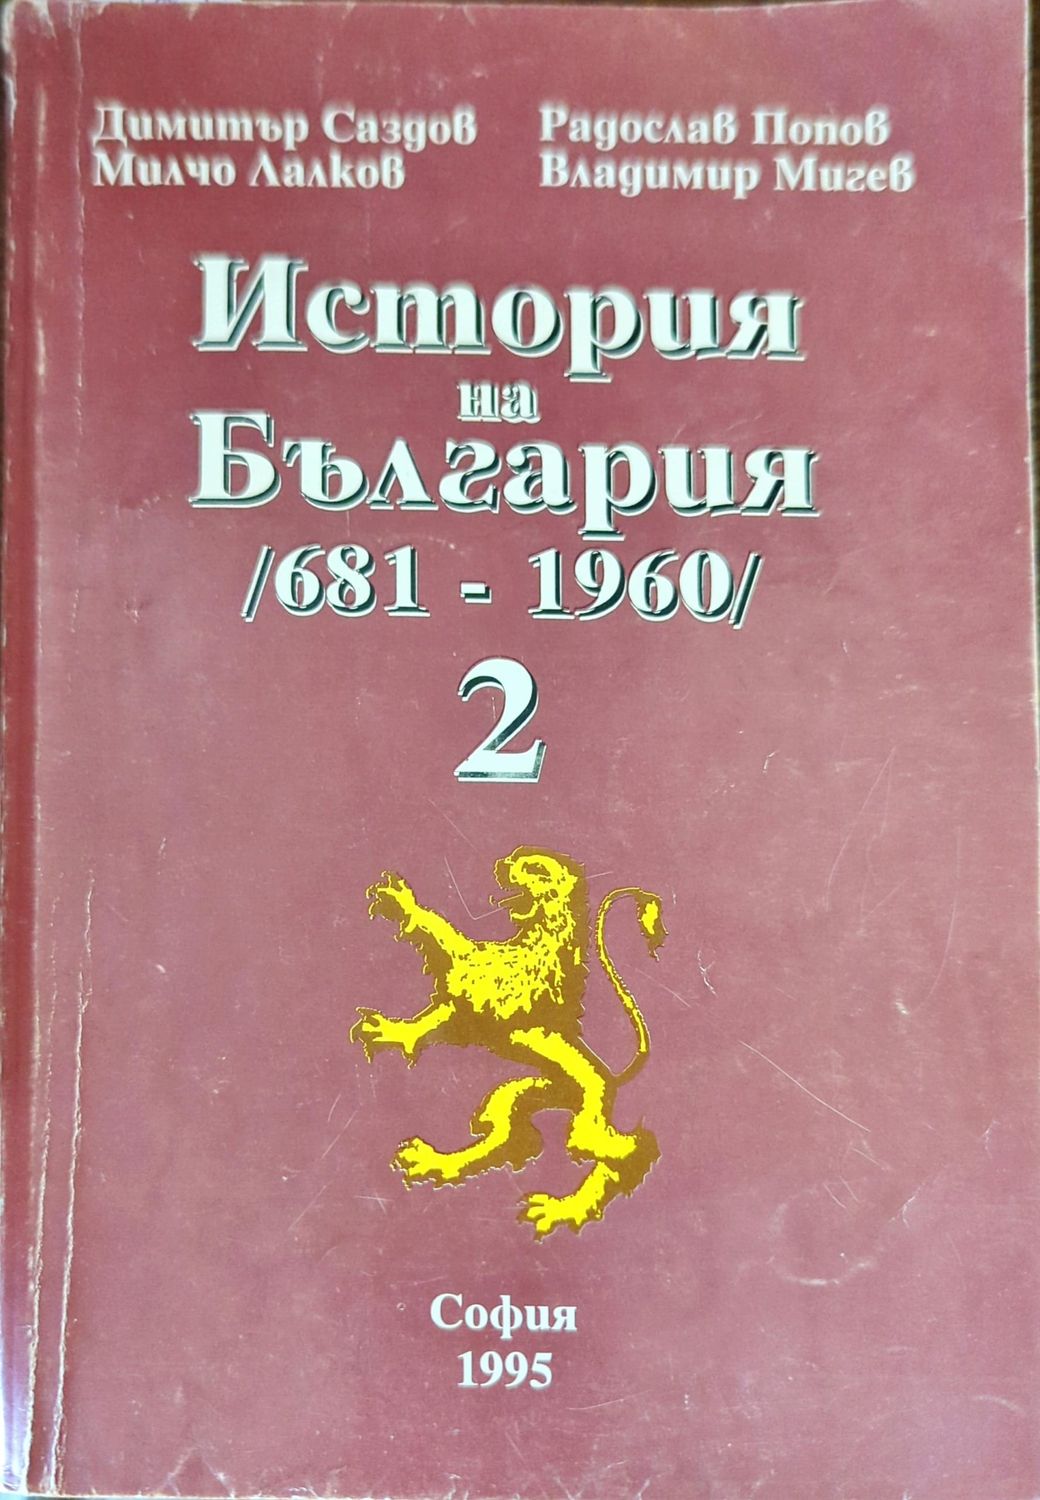 Димитър Саздов Радослав Попов
Милчо Лалков Владимир Мигев
История
на
България
/681 - 1960/
2
София
1995